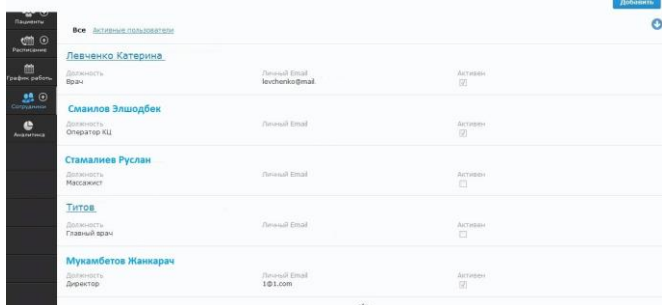 Добавить
Пациенты
Расписание
График работы
Сотрудники
Аналитика
Все Активные пользователи
Левченко Катерина
Должность Личный Email Активен
Врач levchenko@mail.
Смаилов Элшодбек
Должность Личный Email Активен
Оператор КЦ
Стамалиев Руслан
Должность Личный Email Активен
Массажист
Титов
Должность Личный Email Активен
Главный врач
Мукамбетов Жанкарач
Должность Личный Email Активен
Директор 1@1.com